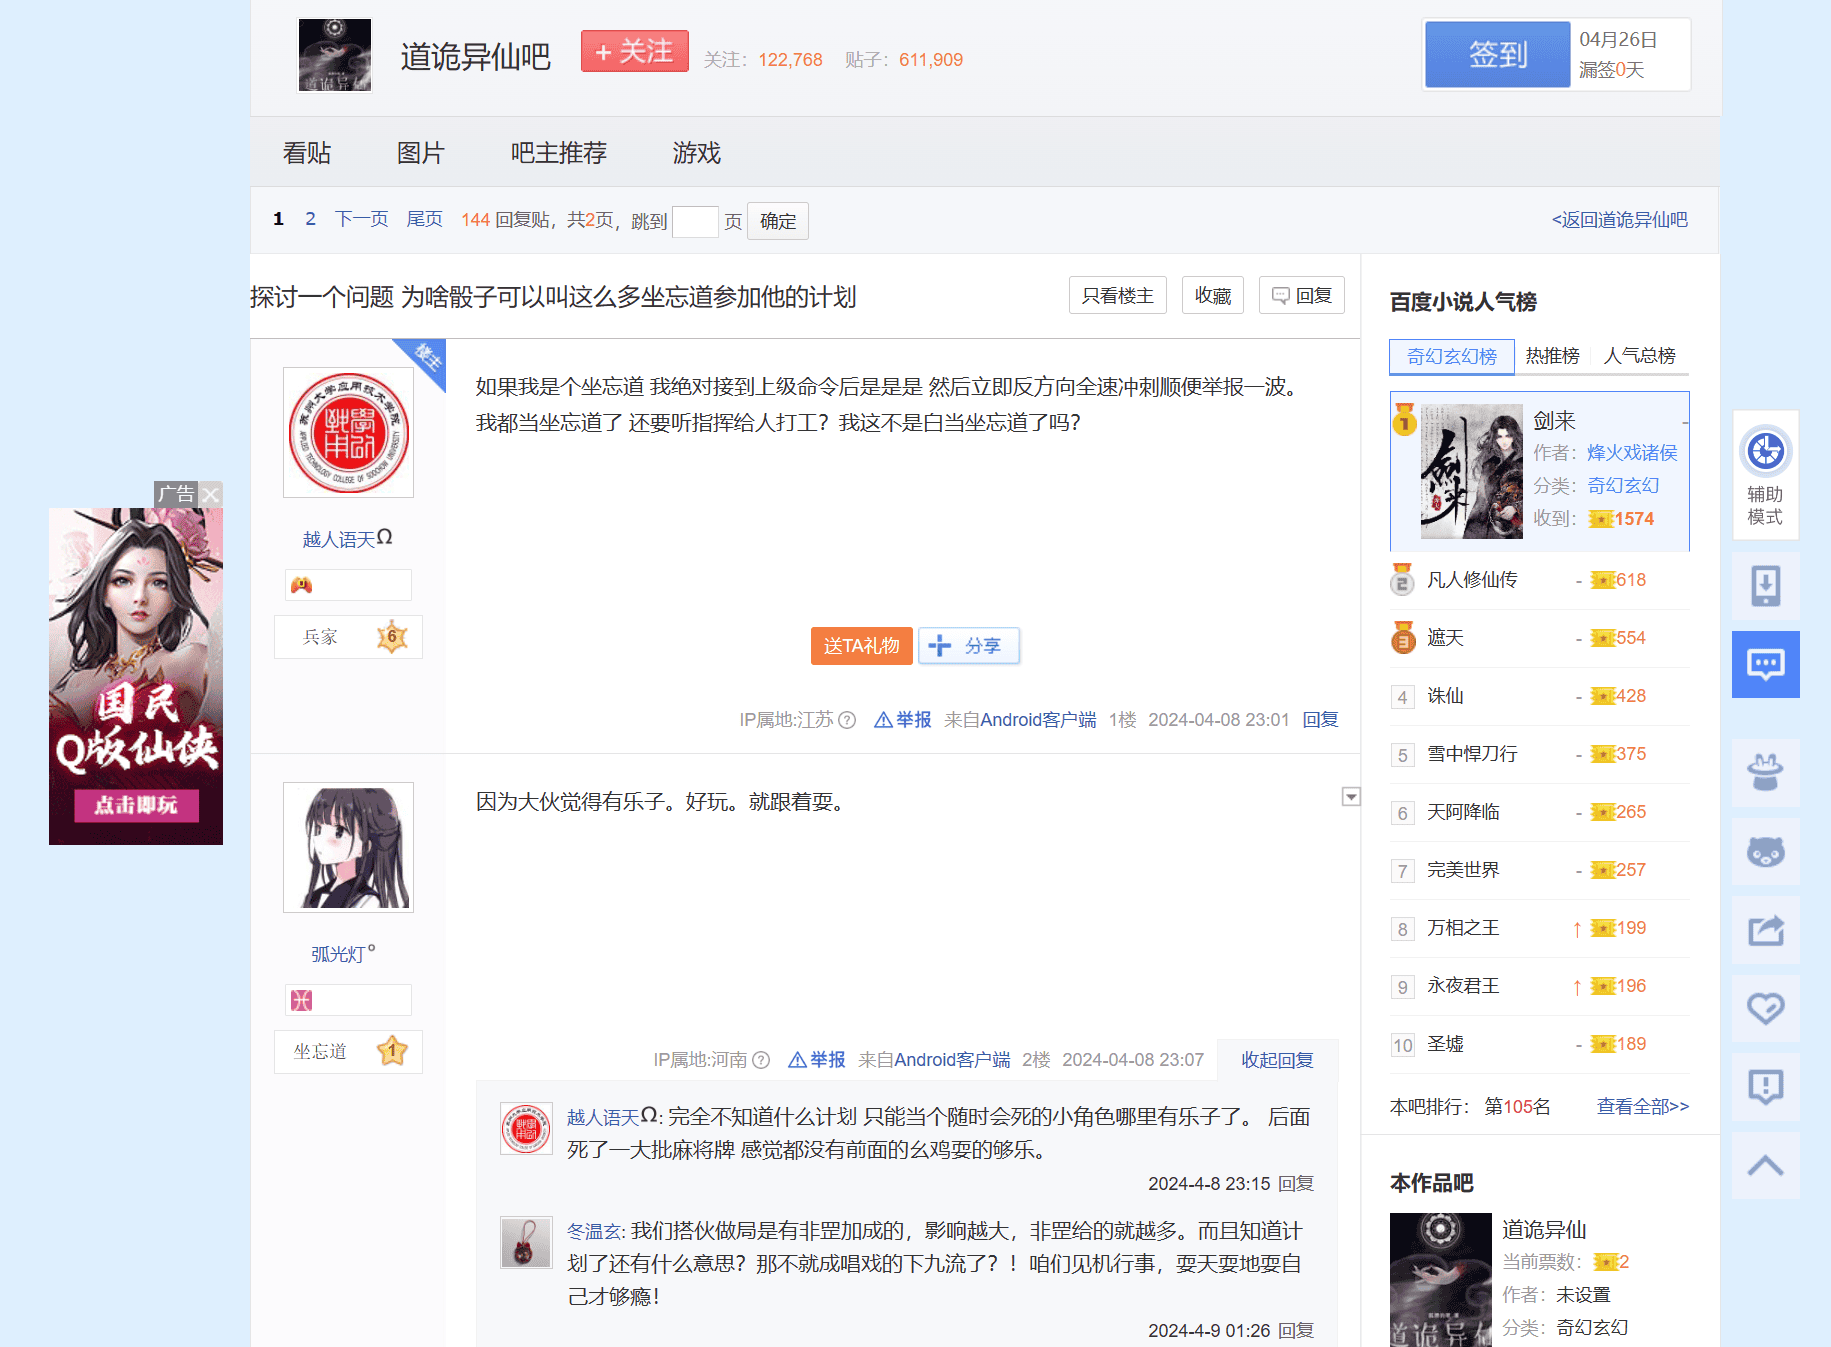 道诡异仙吧
+ 关注
关注：122,768 贴子：611,909
签到
04月26日
漏签0天
看贴 图片 吧主推荐 游戏
1 2 下一页 尾页 144 回复贴，共2页，跳到 页 确定
<返回道诡异仙吧
探讨一个问题 为啥骰子可以叫这么多坐忘道参加他的计划
只看楼主 收藏 回复
楼主
越人语天Ω
兵家 6
如果我是个坐忘道 我绝对接到上级命令后是是是 然后立即反方向全速冲刺顺便举报一波。
我都当坐忘道了 还要听指挥给人打工？我这不是白当坐忘道了吗？
送TA礼物 分享
IP属地:江苏 举报 来自Android客户端 1楼 2024-04-08 23:01 回复
弧光灯°
坐忘道 1
因为大伙觉得有乐子。好玩。就跟着耍。
IP属地:河南 举报 来自Android客户端 2楼 2024-04-08 23:07 收起回复
越人语天Ω: 完全不知道什么计划 只能当个随时会死的小角色哪里有乐子了。 后面
死了一大批麻将牌 感觉都没有前面的幺鸡耍的够乐。
2024-4-8 23:15 回复
冬温玄: 我们搭伙做局是有非罡加成的，影响越大，非罡给的就越多。而且知道计
划了还有什么意思？那不就成唱戏的下九流了？！咱们见机行事，耍天耍地耍自
己才够瘾！
2024-4-9 01:26 回复
广告
国民
Q版仙侠
点击即玩
百度小说人气榜
奇幻玄幻榜 热推榜 人气总榜
1
剑来
剑来 -
作者：烽火戏诸侯
分类：奇幻玄幻
收到：1574
2 凡人修仙传 - 618
3 遮天 - 554
4 诛仙 - 428
5 雪中悍刀行 - 375
6 天阿降临 - 265
7 完美世界 - 257
8 万相之王 ↑ 199
9 永夜君王 ↑ 196
10 圣墟 - 189
本吧排行： 第105名 查看全部>>
本作品吧
道诡异仙
道诡异仙
当前票数：2
作者：未设置
分类：奇幻玄幻
辅助
模式